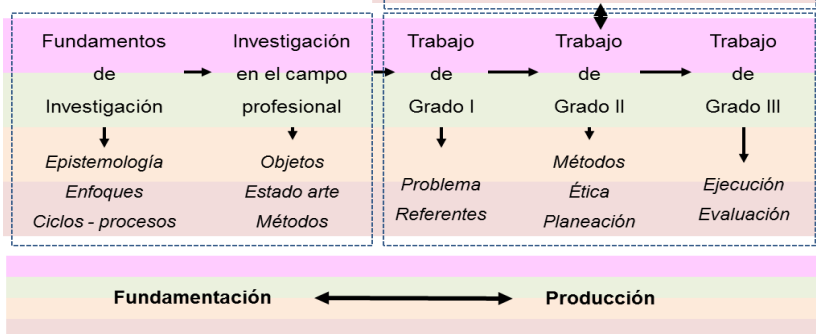 Fundamentos
de
Investigación
Investigación
en el campo
profesional
Trabajo
de
Grado I
Trabajo
de
Grado II
Trabajo
de
Grado III
Epistemología
Enfoques
Ciclos - procesos
Objetos
Estado arte
Métodos
Problema
Referentes
Métodos
Ética
Planeación
Ejecución
Evaluación
Fundamentación
Producción